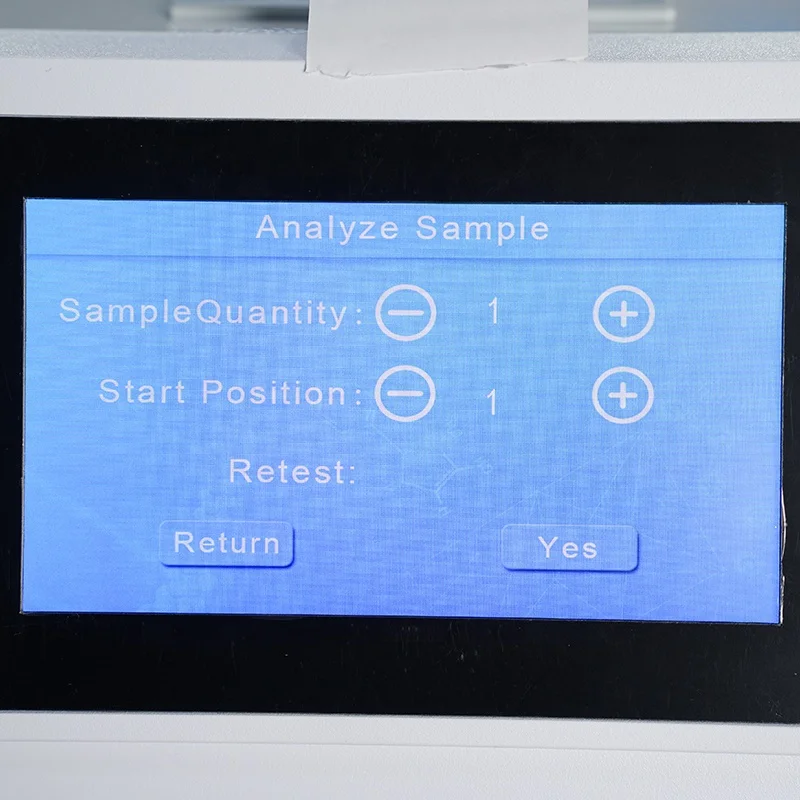 Analyze Sample
SampleQuantity: 1
Start Position: 1
Retest:
Return Yes